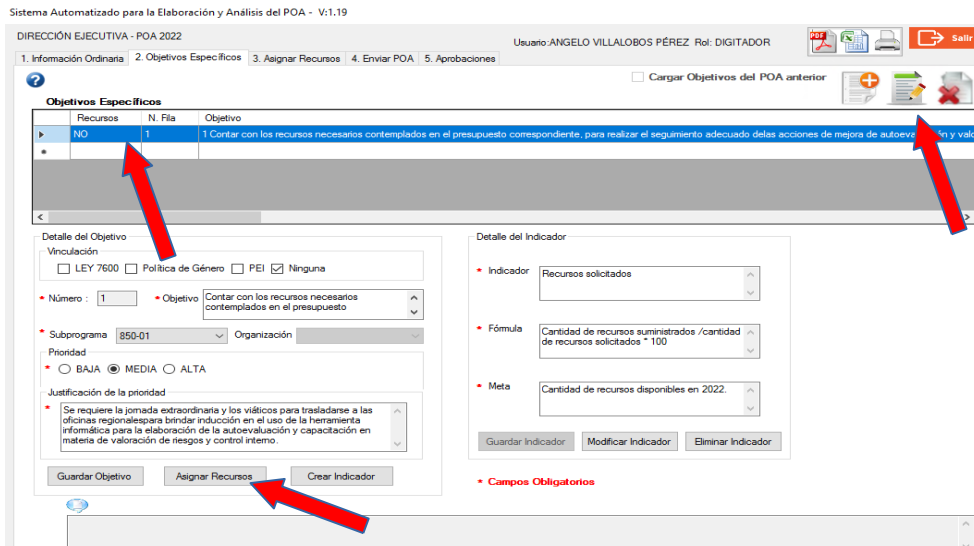 Sistema Automatizado para la Elaboración y Análisis del POA - V:1.19
DIRECCIÓN EJECUTIVA - POA 2022
Usuario:ANGELO VILLALOBOS PÉREZ Rol: DIGITADOR
PDF
Salir
1. Información Ordinaria 2. Objetivos Específicos 3. Asignar Recursos 4. Enviar POA 5. Aprobaciones
Cargar Objetivos del POA anterior
Objetivos Específicos
Recursos N. Fila Objetivo
NO 1 1 Contar con los recursos necesarios contemplados en el presupuesto correspondiente, para realizar el seguimiento adecuado delas acciones de mejora de y valo
Detalle del Objetivo
Vinculación
LEY 7600 Política de Género PEI Ninguna
* Número : 1 * Objetivo Contar con los recursos necesarios
contemplados en el presupuesto
* Subprograma 850-01 Organización
Prioridad
* BAJA MEDIA ALTA
Justificación de la prioridad
* Se requiere la jornada extraordinaria y los viáticos para trasladarse a las
oficinas regionalespara brindar inducción en el uso de la herramienta
informática para la elaboración de la autoevaluación y capacitación en
materia de valoración de riesgos y control interno.
Guardar Objetivo Asignar Recursos Crear Indicador
Detalle del Indicador
* Indicador Recursos solicitados
* Fórmula Cantidad de recursos suministrados /cantidad
de recursos solicitados * 100
* Meta Cantidad de recursos disponibles en 2022.
Guardar Indicador Modificar Indicador Eliminar Indicador
* Campos Obligatorios